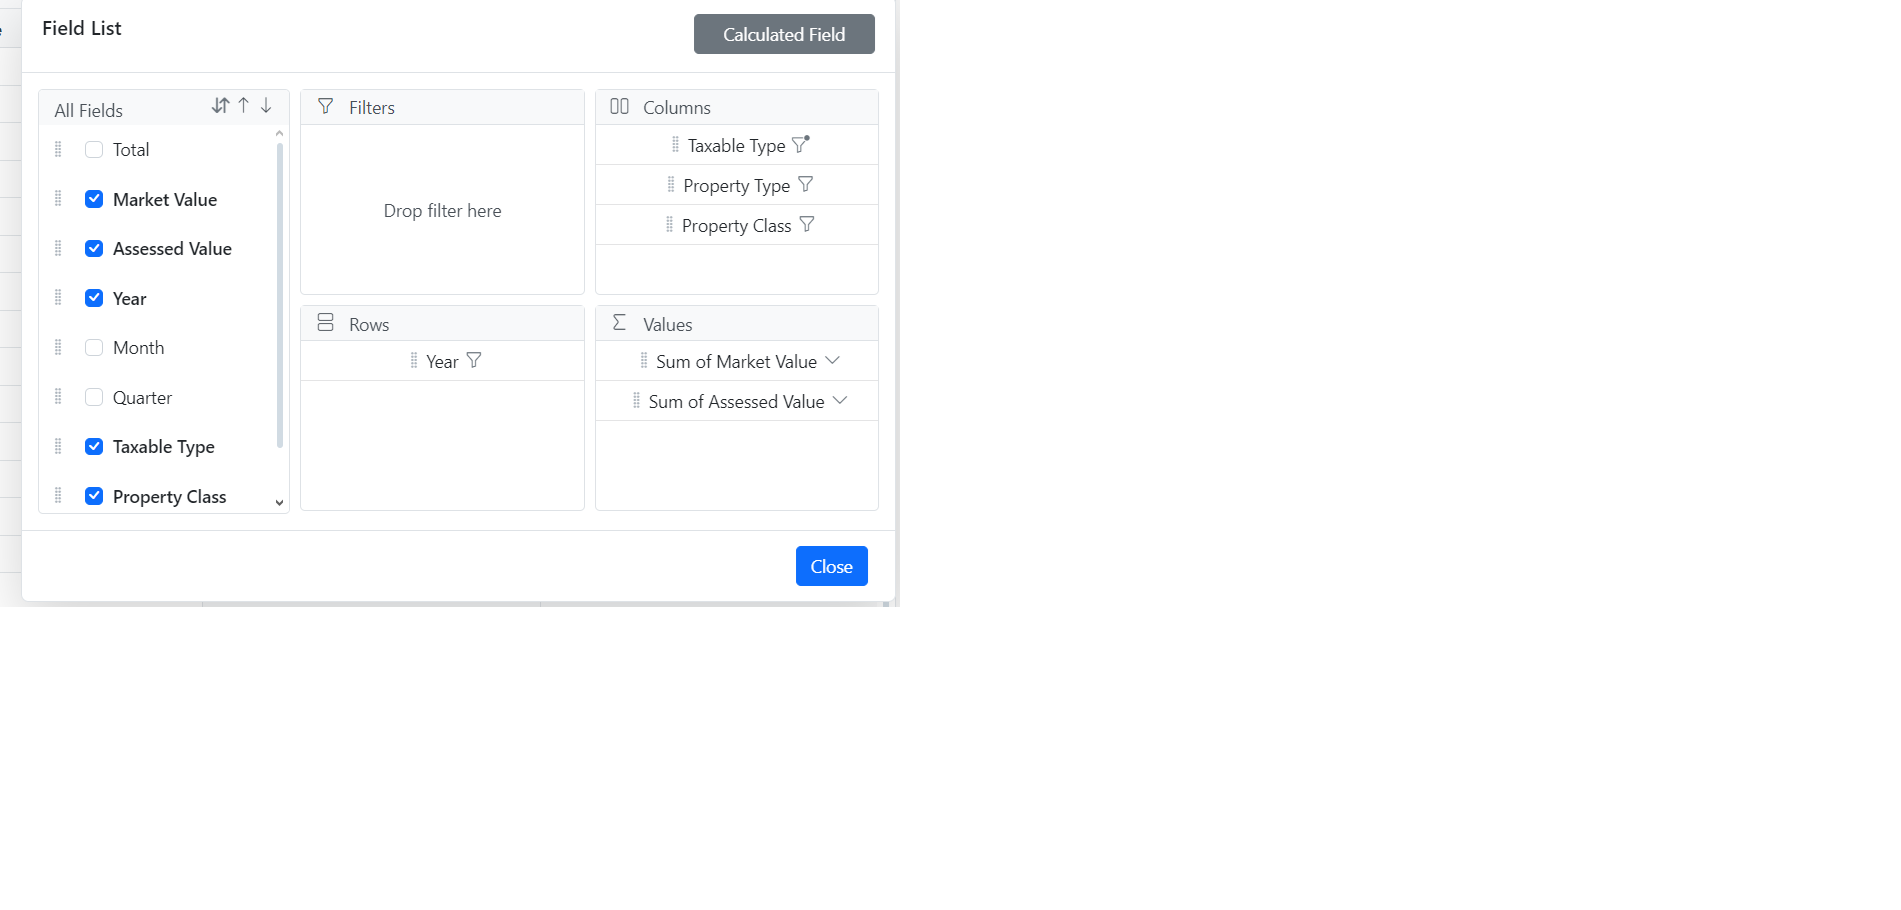 Field List
Calculated Field
All Fields
Total
Market Value
Assessed Value
Year
Month
Quarter
Taxable Type
Property Class
Filters
Drop filter here
Columns
Taxable Type
Property Type
Property Class
Rows
Year
Values
Sum of Market Value
Sum of Assessed Value
Close